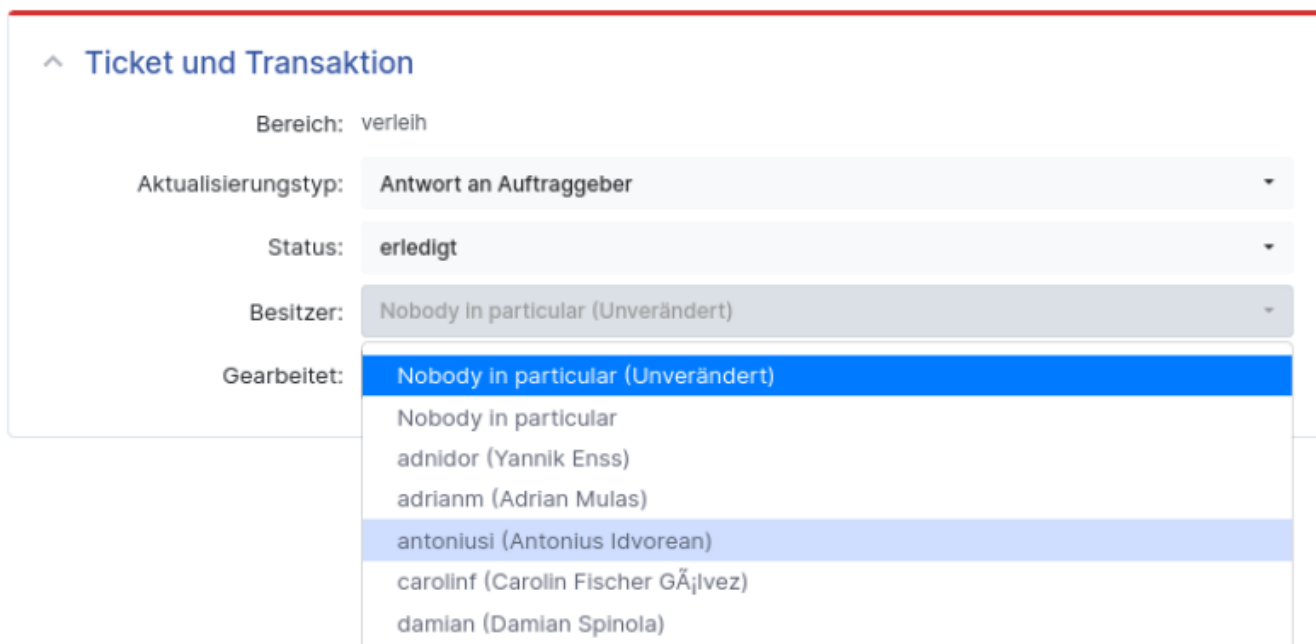 Ticket und Transaktion
Bereich: verleih
Aktualisierungstyp: Antwort an Auftraggeber
Status: erledigt
Besitzer: Nobody in particular (Unverändert)
Gearbeitet:
Nobody in particular (Unverändert)
Nobody in particular
adnidor (Yannik Enss)
adrianm (Adrian Mulas)
antoniusi (Antonius Idvorean)
carolinf (Carolin Fischer GÃ¡lvez)
damian (Damian Spinola)